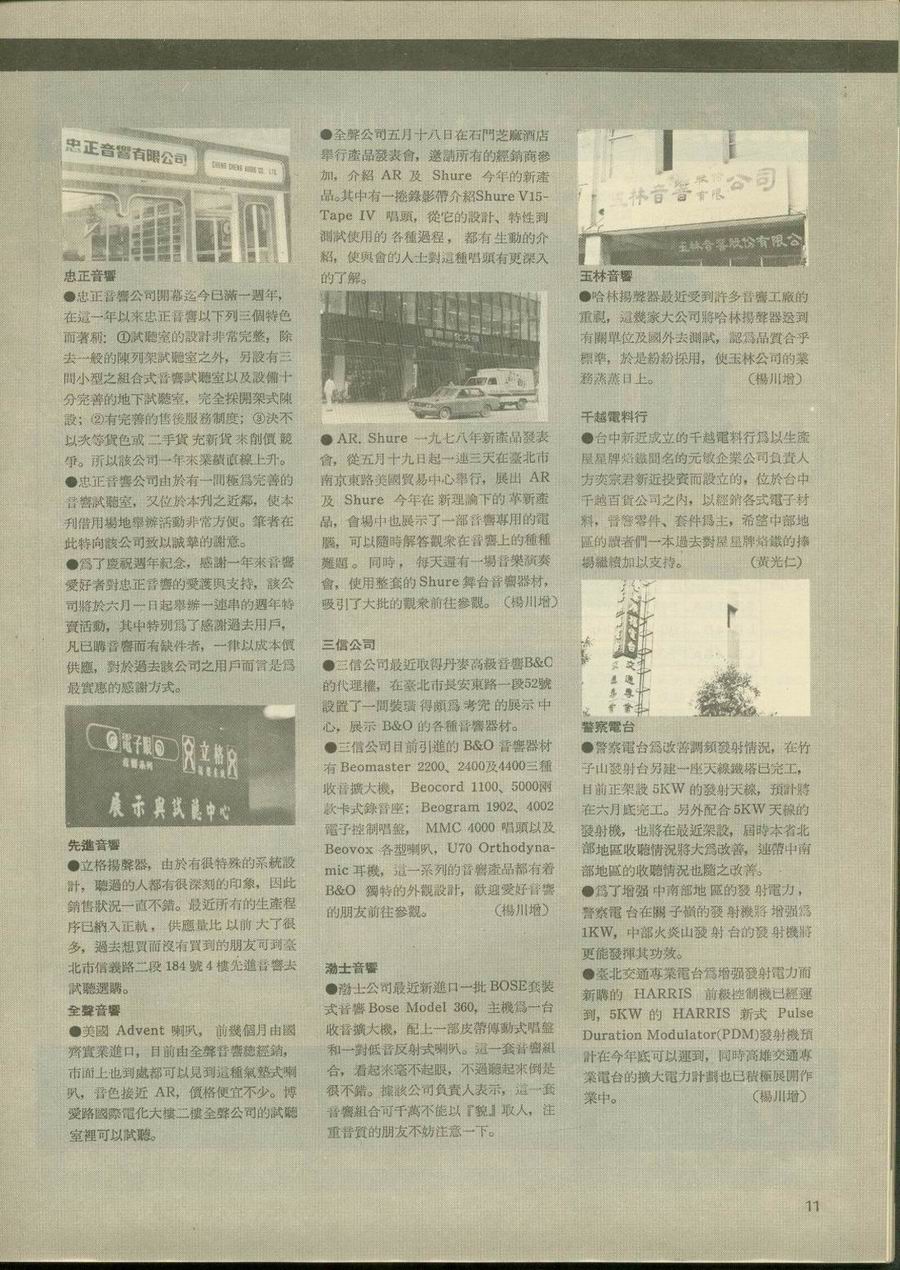 忠正音響有限公司
CHUNG CHENG AUDIO CO. LTD.
忠正音響
●忠正音響公司開幕迄今已滿一週年,
在這一年以來忠正音響以下列三個特色
而著稱: ①試聽室的設計非常完整, 除
去一般的陳列架試聽室之外, 另設有三
間小型之組合式音響試聽室以及設備十
分完善的地下試聽室, 完全採開架式陳
設; ②有完善的售後服務制度; ③決不
以次等貨色或二手貨充新貨來削價競
爭。所以該公司一年來業績直線上升。
●忠正音響公司由於有一間極為完善的
音響試聽室, 又位於本刊之近鄰, 使本
刊借用場地舉辦活動非常方便。筆者在
此特向該公司致以誠摯的謝意。
●爲了慶祝週年紀念, 感謝一年來音響
愛好者對忠正音響的愛護與支持, 該公
司將於六月一日起舉辦一連串的週年特
賣活動, 其中特別爲了感謝過去用戶,
凡已購音響而有缺件者, 一律以成本價
供應, 對於過去該公司之用戶而言是爲
最實惠的感謝方式。
電子眼
音響系列
立格
展示與試聽中心
先進音響
●立格揚聲器, 由於有很特殊的系統設
計, 聽過的人都有很深刻的印象, 因此
銷售狀況一直不錯。最近所有的生產程
序已納入正軌, 供應量比以前大了很
多, 過去想買而沒有買到的朋友可到臺
北市信義路二段 184 號 4 樓先進音響去
試聽選購。
全聲音響
●美國 Advent 喇叭, 前幾個月由國
齊實業進口, 目前由全聲音響總經銷,
市面上也到處都可以見到這種氣墊式喇
叭, 音色接近 AR, 價格便宜不少。博
愛路國際電化大樓二樓全聲公司的試聽
室裡可以試聽。
●全聲公司五月十八日在石門芝麻酒店
舉行產品發表會, 邀請所有的經銷商參
加, 介紹 AR 及 Shure 今年的新產
品。其中有一捲錄影帶介紹Shure V15-
Tape IV 唱頭, 從它的設計、特性到
測試使用的各種過程, 都有生動的介
紹, 使與會的人士對這種唱頭有更深入
的了解。
● AR. Shure 一九七八年新產品發表
會, 從五月十九日起一連三天在臺北市
南京東路美國貿易中心舉行, 展出 AR
及 Shure 今年在新理論下的革新產
品, 會場中也展示了一部音響專用的電
腦, 可以隨時解答觀衆在音響上的種種
難題。同時, 每天還有一場音樂演奏
會, 使用整套的 Shure 舞台音響器材,
吸引了大批的觀衆前往參觀。(楊川增)
三信公司
●三信公司最近取得丹麥高級音響B&O
的代理權, 在臺北市長安東路一段52號
設置了一間裝璜得頗爲考究的展示中
心, 展示 B&O 的各種音響器材。
●三信公司目前引進的 B&O 音響器材
有 Beomaster 2200、2400及4400三種
收音擴大機, Beocord 1100、5000兩
款卡式錄音座; Beogram 1902、4002
電子控制唱盤, MMC 4000 唱頭以及
Beovox 各型喇叭, U70 Orthodyna-
mic 耳機, 這一系列的音響產品都有着
B&O 獨特的外觀設計, 歡迎愛好音響
的朋友前往參觀。 (楊川增)
渤士音響
●渤士公司最近新進口一批 BOSE套裝
式音響 Bose Model 360, 主機爲一台
收音擴大機, 配上一部皮帶傳動式唱盤
和一對低音反射式喇叭。這一套音響組
合, 看起來毫不起眼, 不過聽起來倒是
很不錯。據該公司負責人表示, 這一套
音響組合可千萬不能以『貌』取人, 注
重音質的朋友不妨注意一下。
玉林音響股份有限公司
玉林音響股份有限公
玉林音響
●哈林揚聲器最近受到許多音響工廠的
重視, 這幾家大公司將哈林揚聲器送到
有關單位及國外去測試, 認爲品質合乎
標準, 於是紛紛採用, 使玉林公司的業
務蒸蒸日上。 (楊川增)
千越電料行
●台中新近成立的千越電料行爲以生產
屋星牌烙鐵聞名的元敏企業公司負責人
方奕宗君新近投資而設立的, 位於台中
千越百貨公司之內, 以經銷各式電子材
料, 音響零件、套件爲主, 希望中部地
區的讀者們一本過去對屋星牌烙鐵的捧
場繼續加以支持。 (黃光仁)
警察電台
●警察電台爲改善調頻發射情況, 在竹
子山發射台另建一座天線鐵塔已完工,
目前正架設 5KW 的發射天線, 預計將
在六月底完工。另外配合 5KW 天線的
發射機, 也將在最近架設, 屆時本省北
部地區收聽情況將大爲改善, 連帶中南
部地區的收聽情況也隨之改善。
●爲了增强中南部地區的發射電力,
警察電台在關子嶺的發射機將增强爲
1KW, 中部火炎山發射台的發射機將
更能發揮其功效。
●臺北交通專業電台爲增强發射電力而
新購的 HARRIS 前級控制機已經運
到, 5KW 的 HARRIS 新式 Pulse
Duration Modulator(PDM)發射機預
計在今年底可以運到, 同時高雄交通專
業電台的擴大電力計劃也已積極展開作
業中。 (楊川增)
11